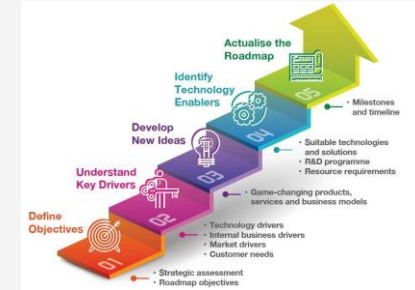 Actualise the
Roadmap
05
• Milestones
and timeline
Identify
Technology
Enablers
04
• Suitable technologies
and solutions
• R&D programme
• Resource requirements
Develop
New Ideas
03
• Game-changing products,
services and business models
Understand
Key Drivers
02
• Technology drivers
• Internal business drivers
• Market drivers
• Customer needs
Define
Objectives
01
• Strategic assessment
• Roadmap objectives